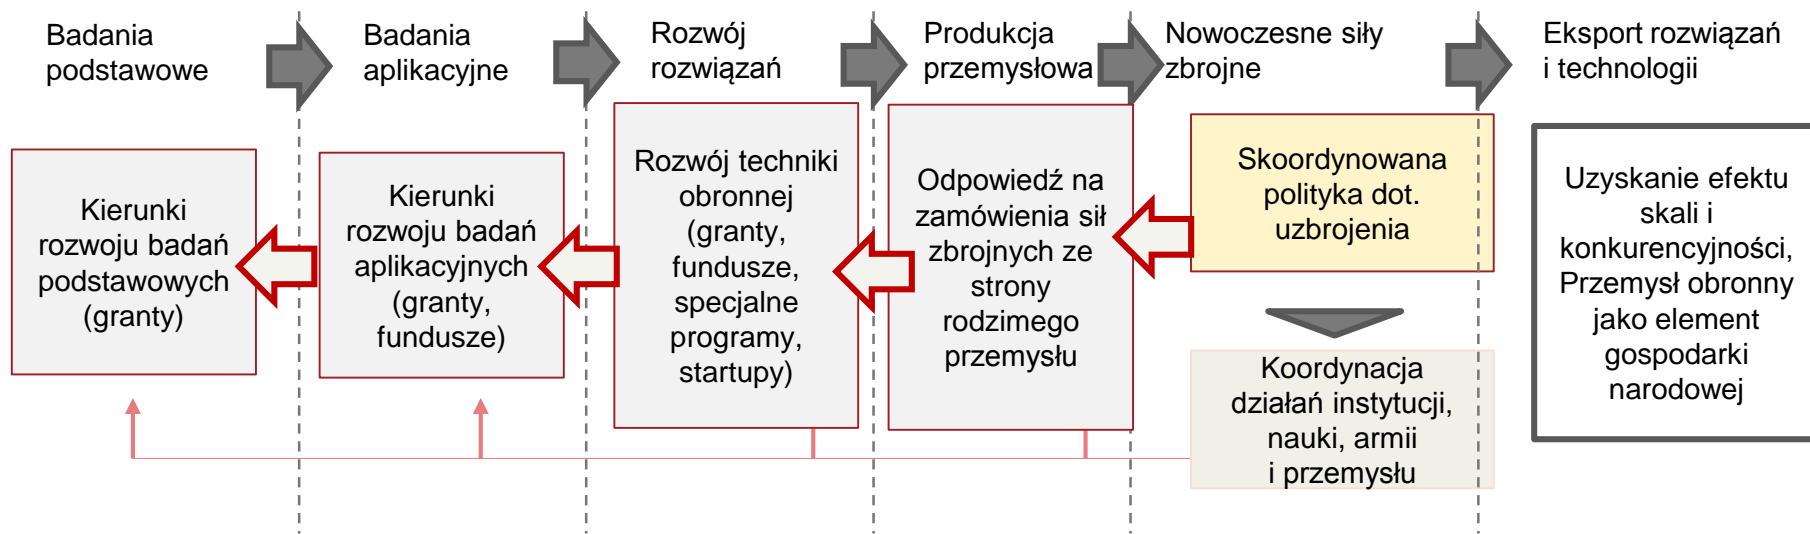 Badania
podstawowe
Badania
aplikacyjne
Rozwój
rozwiązań
Produkcja
przemysłowa
Nowoczesne siły
zbrojne
Eksport rozwiązań
i technologii
Kierunki
rozwoju badań
podstawowych
(granty)
Kierunki
rozwoju badań
aplikacyjnych
(granty,
fundusze)
Rozwój techniki
obronnej
(granty,
fundusze,
specjalne
programy,
startupy)
Odpowiedź na
zamówienia sił
zbrojnych ze
strony
rodzimego
przemysłu
Skoordynowana
polityka dot.
uzbrojenia
Koordynacja
działań instytucji,
nauki, armii
i przemysłu
Uzyskanie efektu
skali i
konkurencyjności,
Przemysł obronny
jako element
gospodarki
narodowej